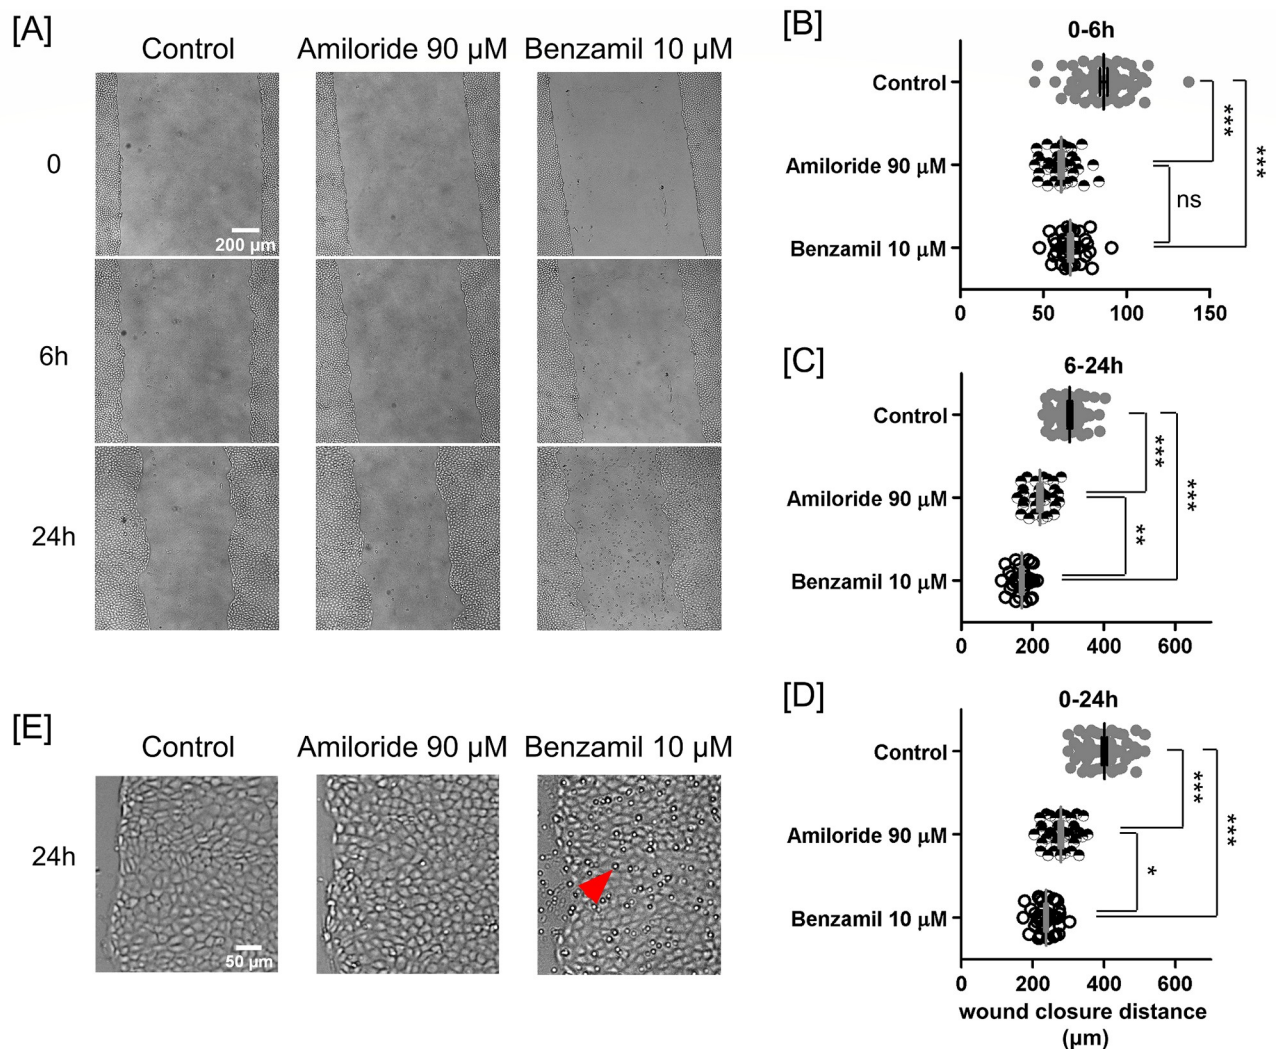 [A]
Control
Amiloride 90 µM
Benzamil 10 µM
0
200 µm
6h
24h
[B]
0-6h
Control
Amiloride 90 µM
Benzamil 10 µM
***
***
ns
0
50
100
150
[C]
6-24h
Control
Amiloride 90 µM
Benzamil 10 µM
***
***
**
0
200
400
600
[D]
0-24h
Control
Amiloride 90 µM
Benzamil 10 µM
***
***
*
0
200
400
600
wound closure distance
(µm)
[E]
Control
Amiloride 90 µM
Benzamil 10 µM
24h
50 µm